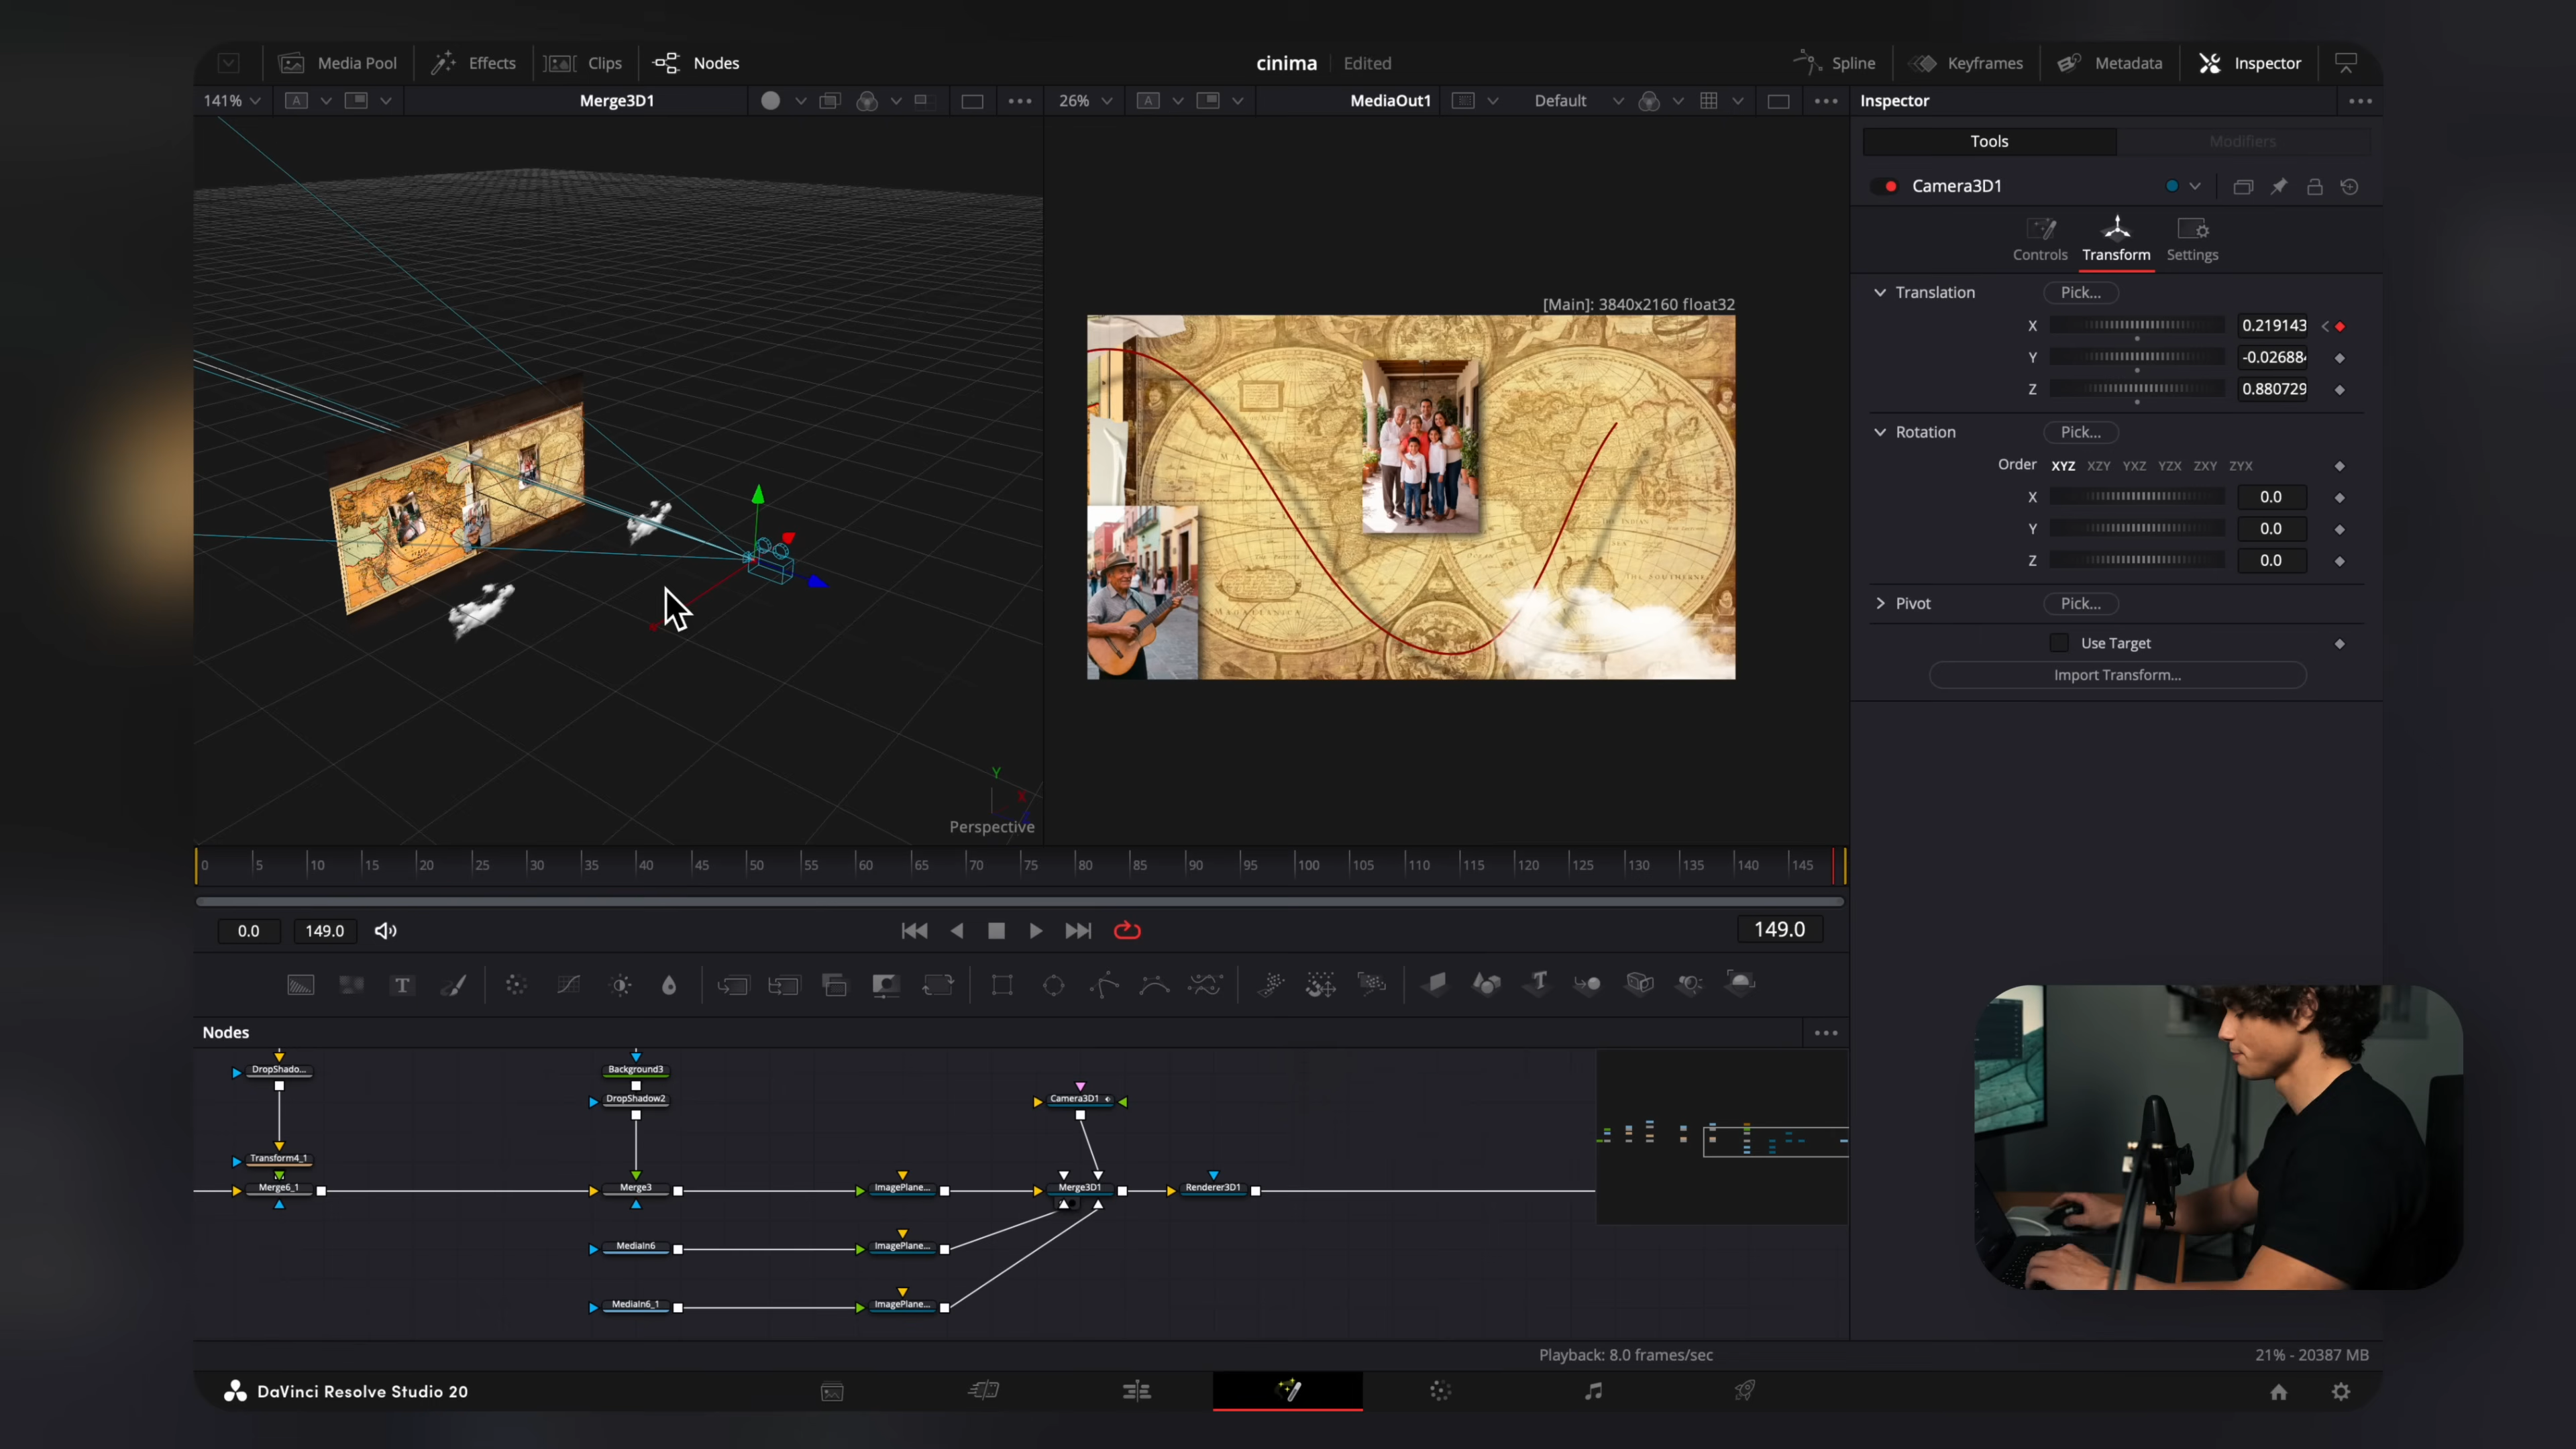 Media Pool Effects Clips Nodes cinima Edited Spline Keyframes Metadata Inspector
141% A Merge3D1 26% A MediaOut1 Default Inspector
Tools Modifiers
Camera3D1
Controls Transform Settings
Translation Pick...
X 0.219143
Y -0.02688
Z 0.880729
Rotation Pick...
Order XYZ XZY YXZ YZX ZXY ZYX
X 0.0
Y 0.0
Z 0.0
Pivot Pick...
Use Target
Import Transform...
[Main]: 3840x2160 float32
Y
X
Perspective
0 5 10 15 20 25 30 35 40 45 50 55 60 65 70 75 80 85 90 95 100 105 110 115 120 125 130 135 140 145
0.0 149.0 149.0
Nodes
DropShado... Background3
DropShadow2 Camera3D1
Transform4_1
Merge6_1 Merge3 ImagePlane... Merge3D1 Renderer3D1
MediaIn6 ImagePlane...
MediaIn6_1 ImagePlane...
Playback: 8.0 frames/sec 21% - 20387 MB
DaVinci Resolve Studio 20